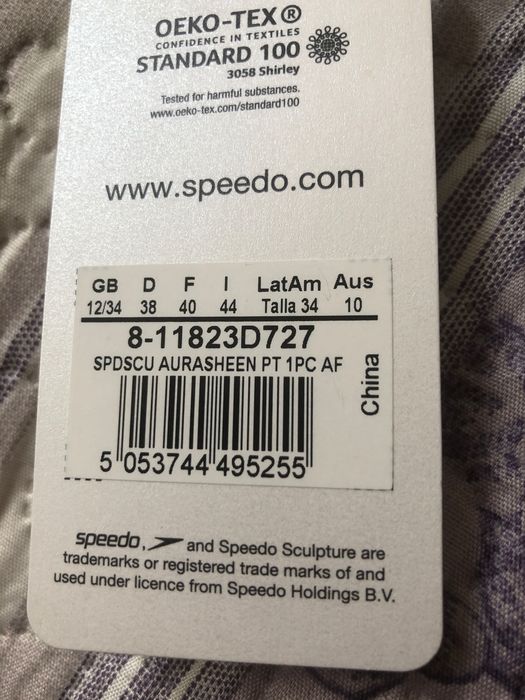 OEKO-TEX®
CONFIDENCE IN TEXTILES
STANDARD 100
3058 Shirley
Tested for harmful substances.
www.oeko-tex.com/standard100
www.speedo.com
GB D F I LatAm Aus
12/34 38 40 44 Talla 34 10
8-11823D727
SPDSCU AURASHEEN PT 1PC AF
China
5 053744 495255
speedo, and Speedo Sculpture are
trademarks or registered trade marks of and
used under licence from Speedo Holdings B.V.